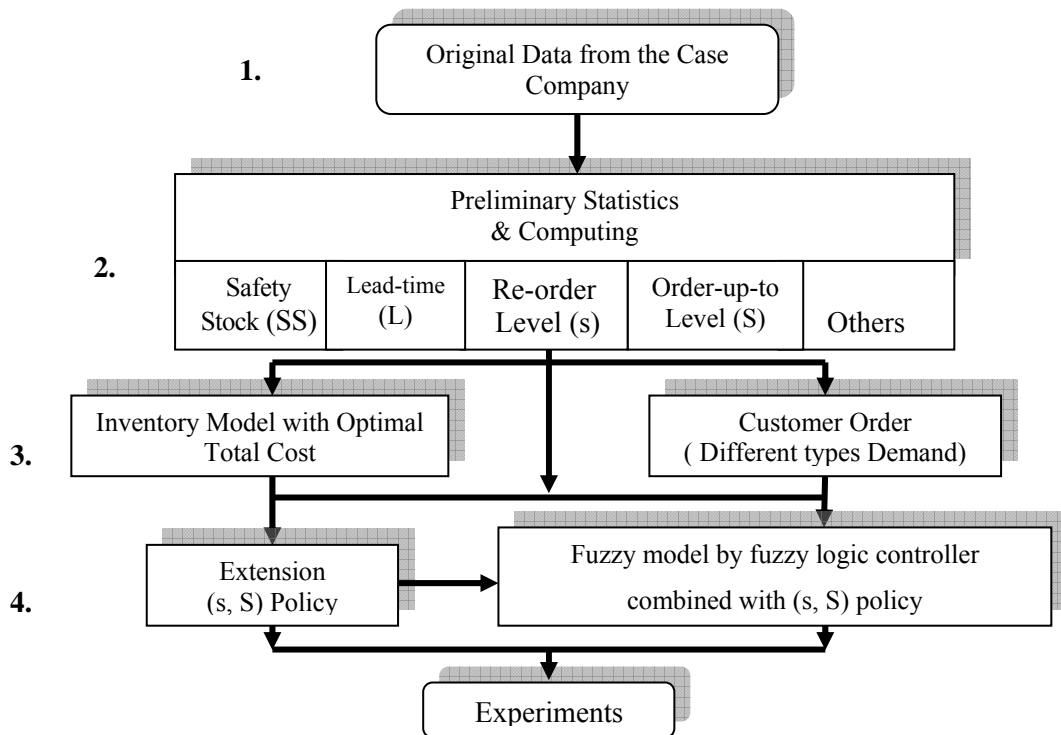 1.
Original Data from the Case
Company
Preliminary Statistics
& Computing
2.
Safety
Stock (SS)
Lead-time
(L)
Re-order
Level (s)
Order-up-to
Level (S)
Others
3.
Inventory Model with Optimal
Total Cost
Customer Order
( Different types Demand)
4.
Extension
(s, S) Policy
Fuzzy model by fuzzy logic controller
combined with (s, S) policy
Experiments